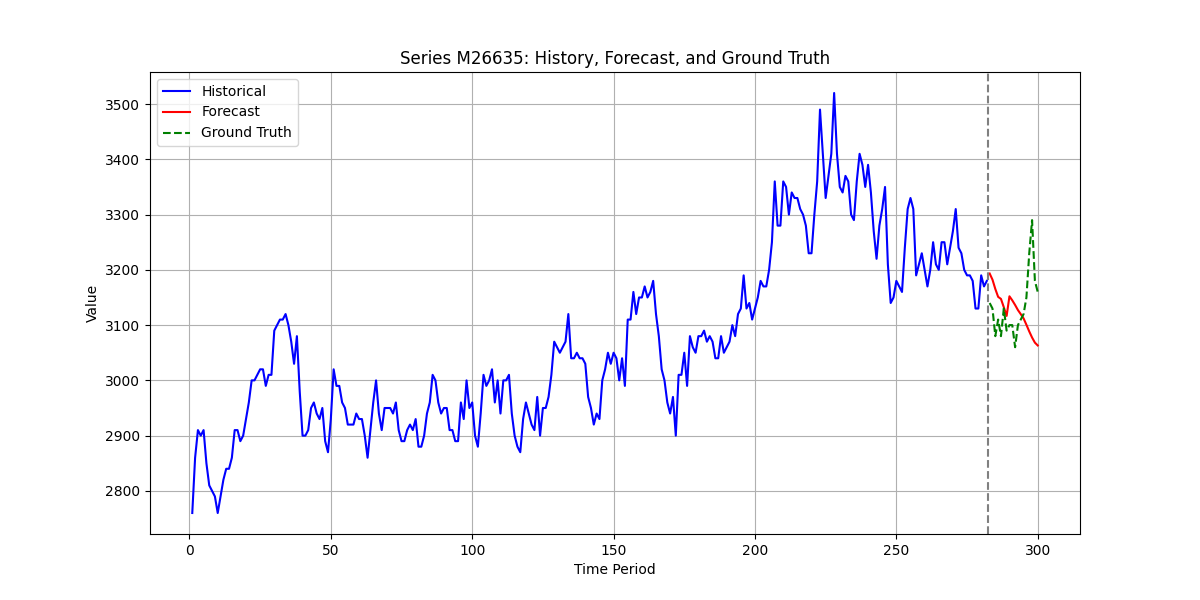 Series M26635: History, Forecast, and Ground Truth
Historical
Forecast
Ground Truth
3500
3400
3300
3200
3100
3000
2900
2800
Value
0 50 100 150 200 250 300
Time Period